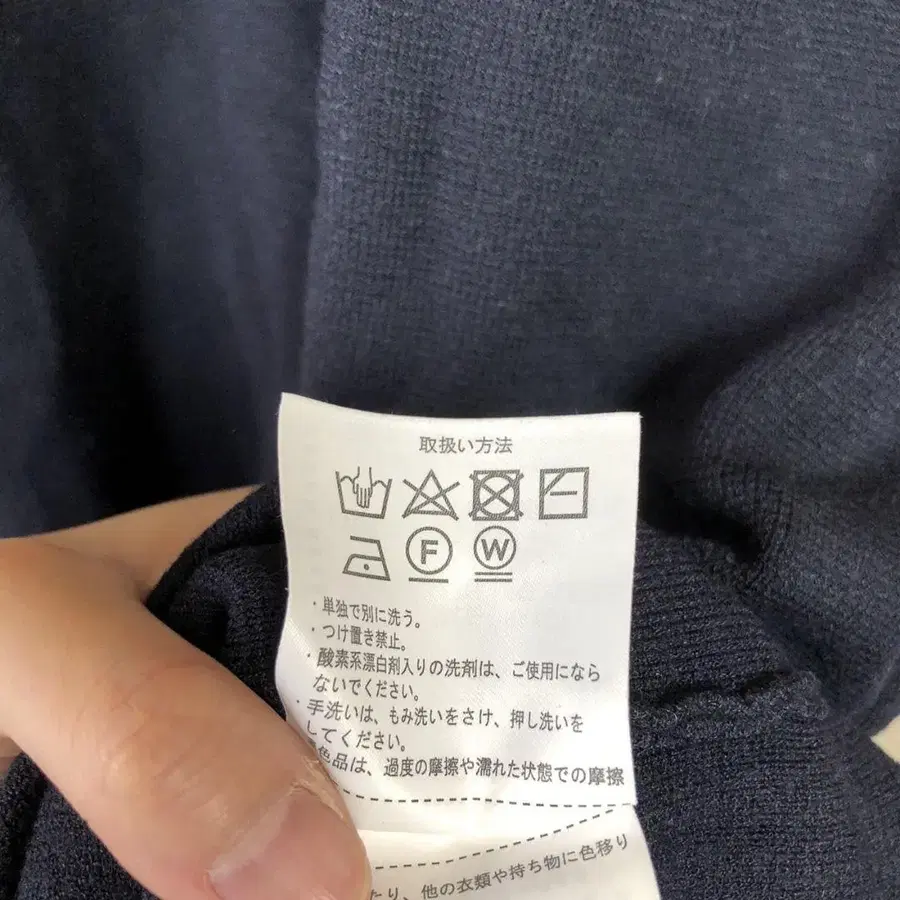 取扱い方法
F W
・単独で別に洗う。
・つけ置き禁止。
・酸素系漂白剤入りの洗剤は、ご使用になら
ないでください。
・手洗いは、もみ洗いをさけ、押し洗いを
してください。
色品は、過度の摩擦や濡れた状態での摩擦
たり、他の衣類や持ち物に色移り